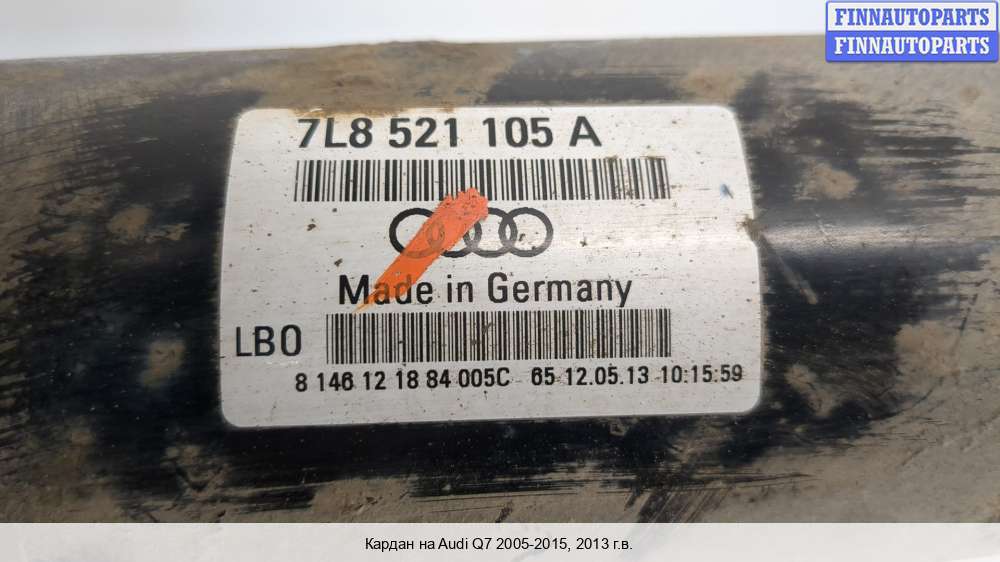 FINNAUTOPARTS
FINNAUTOPARTS
7L8 521 105 A
Made in Germany
LB0
8 146 12 18 84 005C 65 12.05.13 10:15:59
Кардан на Audi Q7 2005-2015, 2013 г.в.